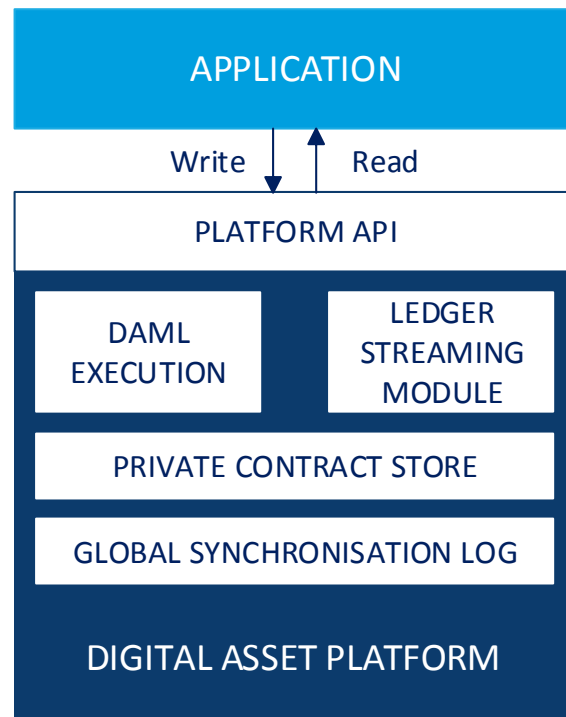 APPLICATION
Write
Read
PLATFORM API
DAML
EXECUTION
LEDGER
STREAMING
MODULE
PRIVATE CONTRACT STORE
GLOBAL SYNCHRONISATION LOG
DIGITAL ASSET PLATFORM